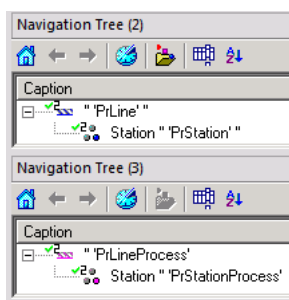 Navigation Tree (2)
Caption
" 'PrLine' "
Station " 'PrStation' "
Navigation Tree (3)
Caption
" 'PrLineProcess'
Station " 'PrStationProcess'